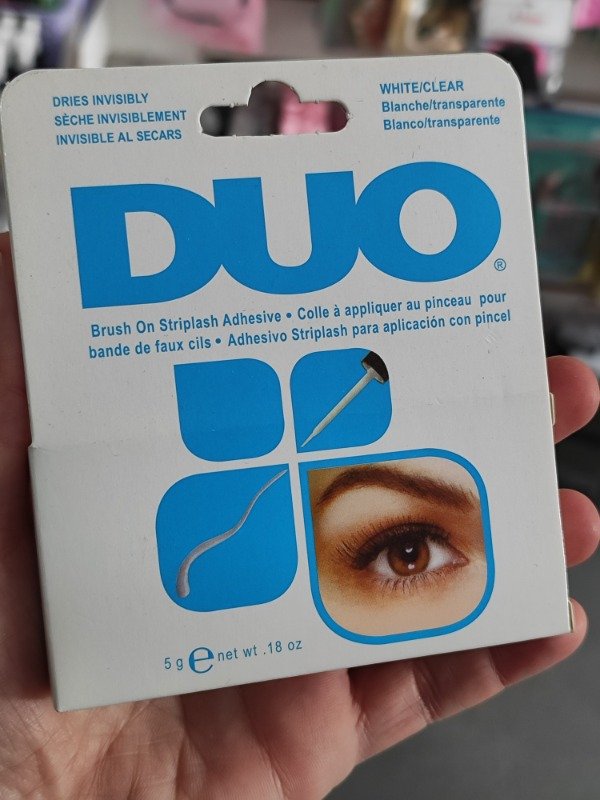 DRIES INVISIBLY
SÈCHE INVISIBLEMENT
INVISIBLE AL SECARS
WHITE/CLEAR
Blanche/transparente
Blanco/transparente
DUO®
Brush On Striplash Adhesive • Colle à appliquer au pinceau pour
bande de faux cils • Adhesivo Striplash para aplicación con pincel
5 g e net wt .18 oz